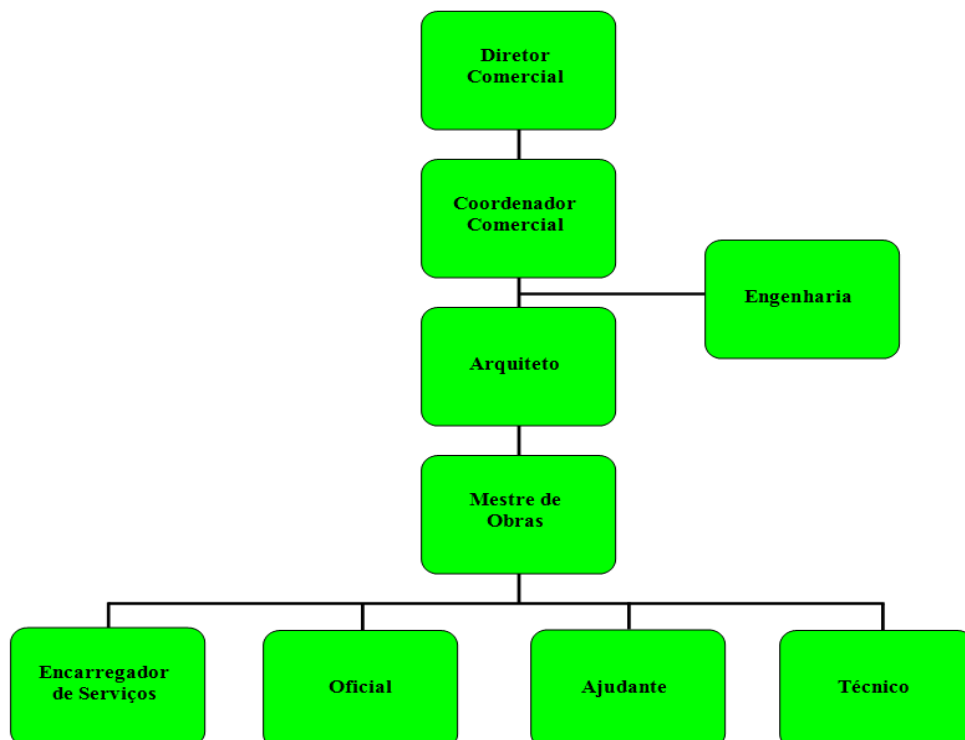 Diretor
Comercial
Coordenador
Comercial
Engenharia
Arquiteto
Mestre de
Obras
Encarregador
de Serviços
Oficial
Ajudante
Técnico